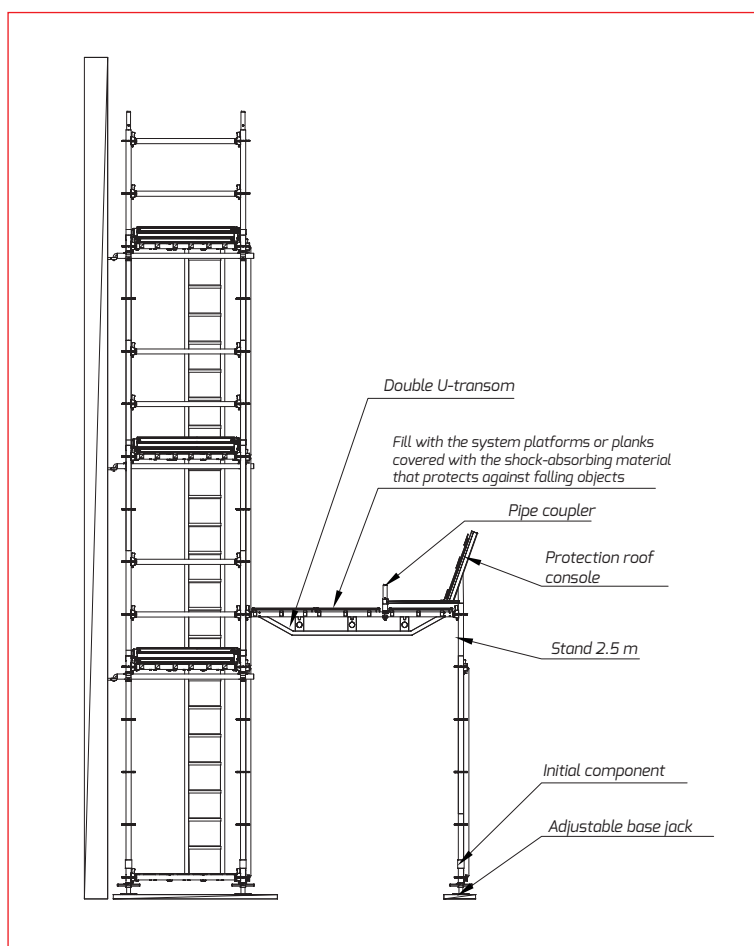 Double U-transom
Fill with the system platforms or planks
covered with the shock-absorbing material
that protects against falling objects
Pipe coupler
Protection roof
console
Stand 2.5 m
Initial component
Adjustable base jack